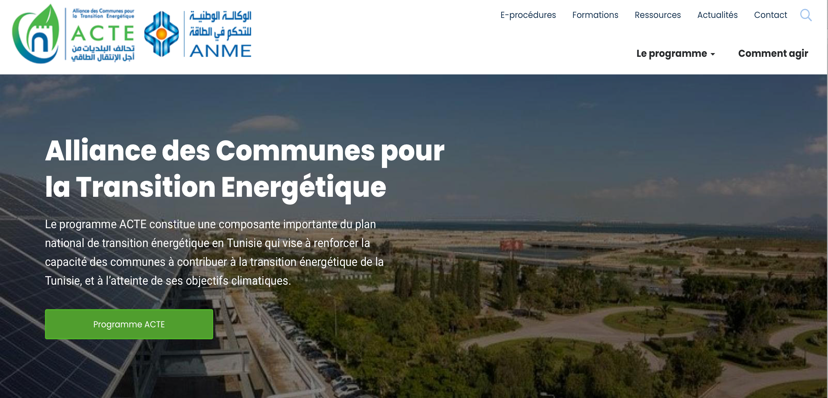 Alliance des Communes pour
la Transition Énergétique
ACTE
تحالف البلديات من
أجل الإنتقال الطاقي
الوكالة الوطنية
للتحكم في الطاقة
ANME
E-procédures Formations Ressources Actualités Contact
Le programme Comment agir
Alliance des Communes pour
la Transition Energétique
Le programme ACTE constitue une composante importante du plan
national de transition énergétique en Tunisie qui vise à renforcer la
capacité des communes à contribuer à la transition énergétique de la
Tunisie, et à l'atteinte de ses objectifs climatiques.
Programme ACTE